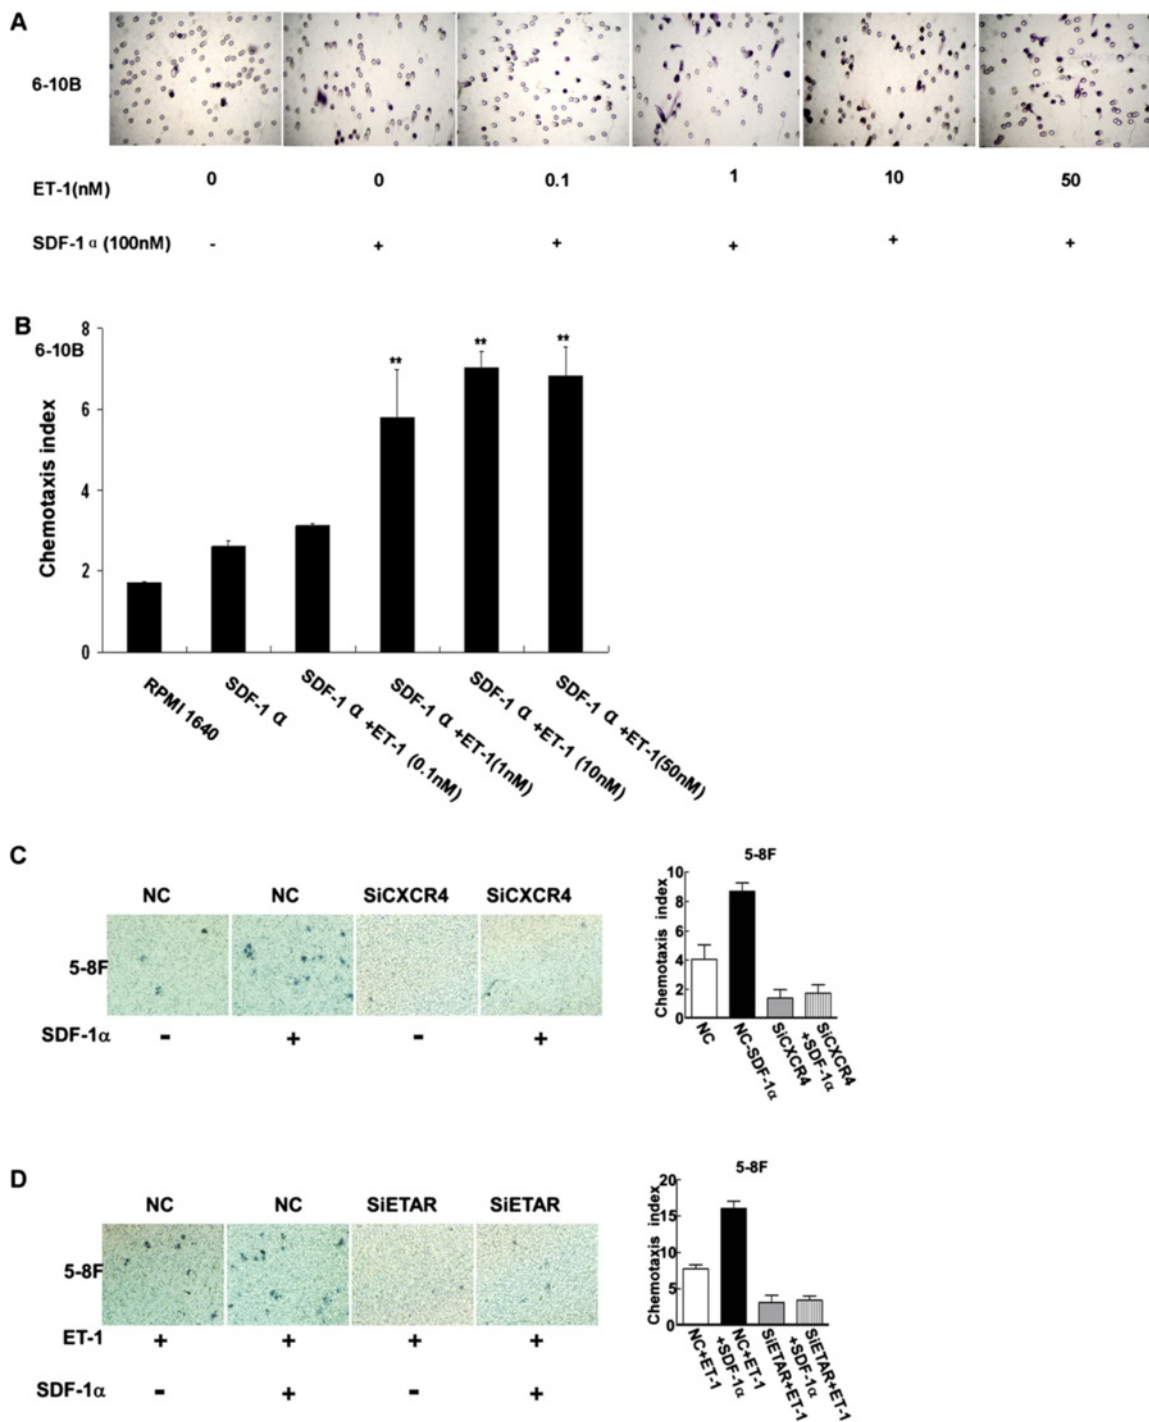 A
6-10B
ET-1(nM) 0 0 0.1 1 10 50
SDF-1 α (100nM) - + + + + +
B
6-10B
Chemotaxis index
8
6
4
2
0
** ** **
RPMI 1640
SDF-1 α
SDF-1 α +ET-1 (0.1nM)
SDF-1 α +ET-1(1nM)
SDF-1 α +ET-1 (10nM)
SDF-1 α +ET-1(50nM)
C
NC NC SiCXCR4 SiCXCR4
5-8F
SDF-1α - + - +
5-8F
Chemotaxis index
10
8
6
4
2
0
NC
NC-SDF-1α
SiCXCR4
SiCXCR4
+SDF-1α
D
NC NC SiETAR SiETAR
5-8F
ET-1 + + + +
SDF-1α - + - +
5-8F
Chemotaxis index
20
15
10
5
0
NC+ET-1
NC+ET-1
+SDF-1α
SiETAR+ET-1
SiETAR+ET-1
+SDF-1α